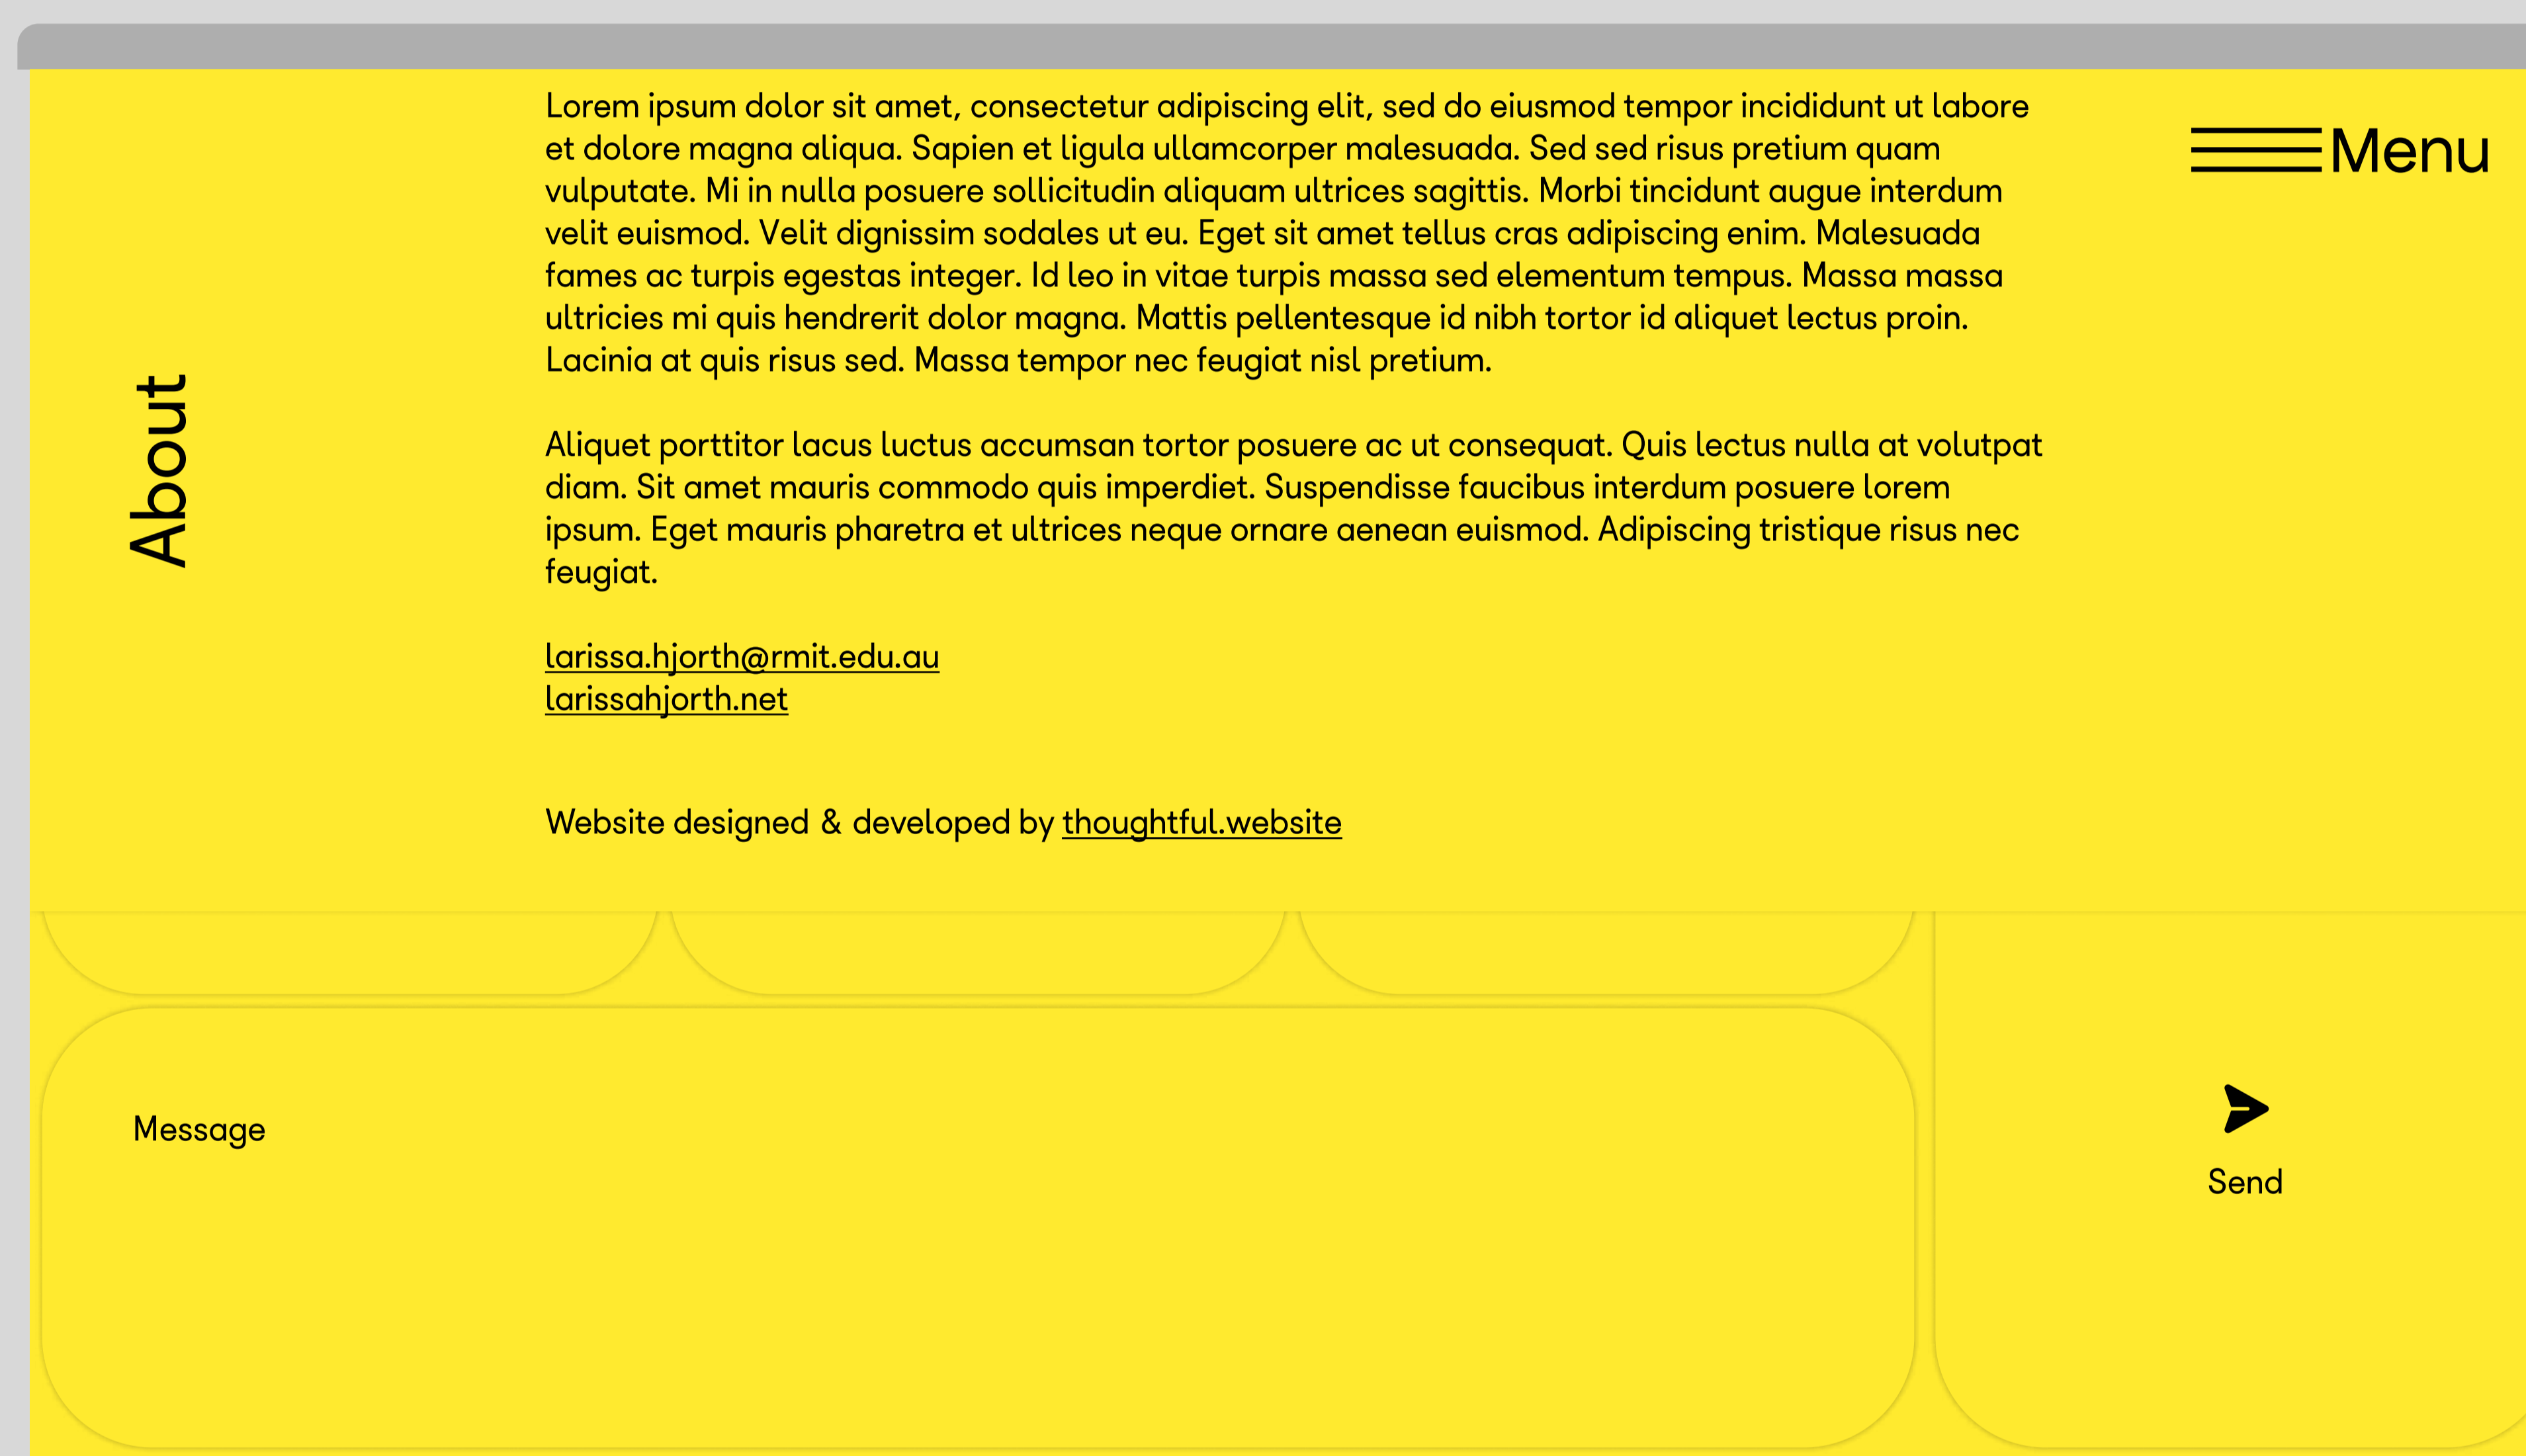 Lorem ipsum dolor sit amet, consectetur adipiscing elit, sed do eiusmod tempor incididunt ut labore
et dolore magna aliqua. Sapien et ligula ullamcorper malesuada. Sed sed risus pretium quam
vulputate. Mi in nulla posuere sollicitudin aliquam ultrices sagittis. Morbi tincidunt augue interdum
velit euismod. Velit dignissim sodales ut eu. Eget sit amet tellus cras adipiscing enim. Malesuada
fames ac turpis egestas integer. Id leo in vitae turpis massa sed elementum tempus. Massa massa
ultricies mi quis hendrerit dolor magna. Mattis pellentesque id nibh tortor id aliquet lectus proin.
Lacinia at quis risus sed. Massa tempor nec feugiat nisl pretium.
Menu
About
Aliquet porttitor lacus luctus accumsan tortor posuere ac ut consequat. Quis lectus nulla at volutpat
diam. Sit amet mauris commodo quis imperdiet. Suspendisse faucibus interdum posuere lorem
ipsum. Eget mauris pharetra et ultrices neque ornare aenean euismod. Adipiscing tristique risus nec
feugiat.
larissa.hjorth@rmit.edu.au
larissahjorth.net
Website designed & developed by thoughtful.website
Message
Send